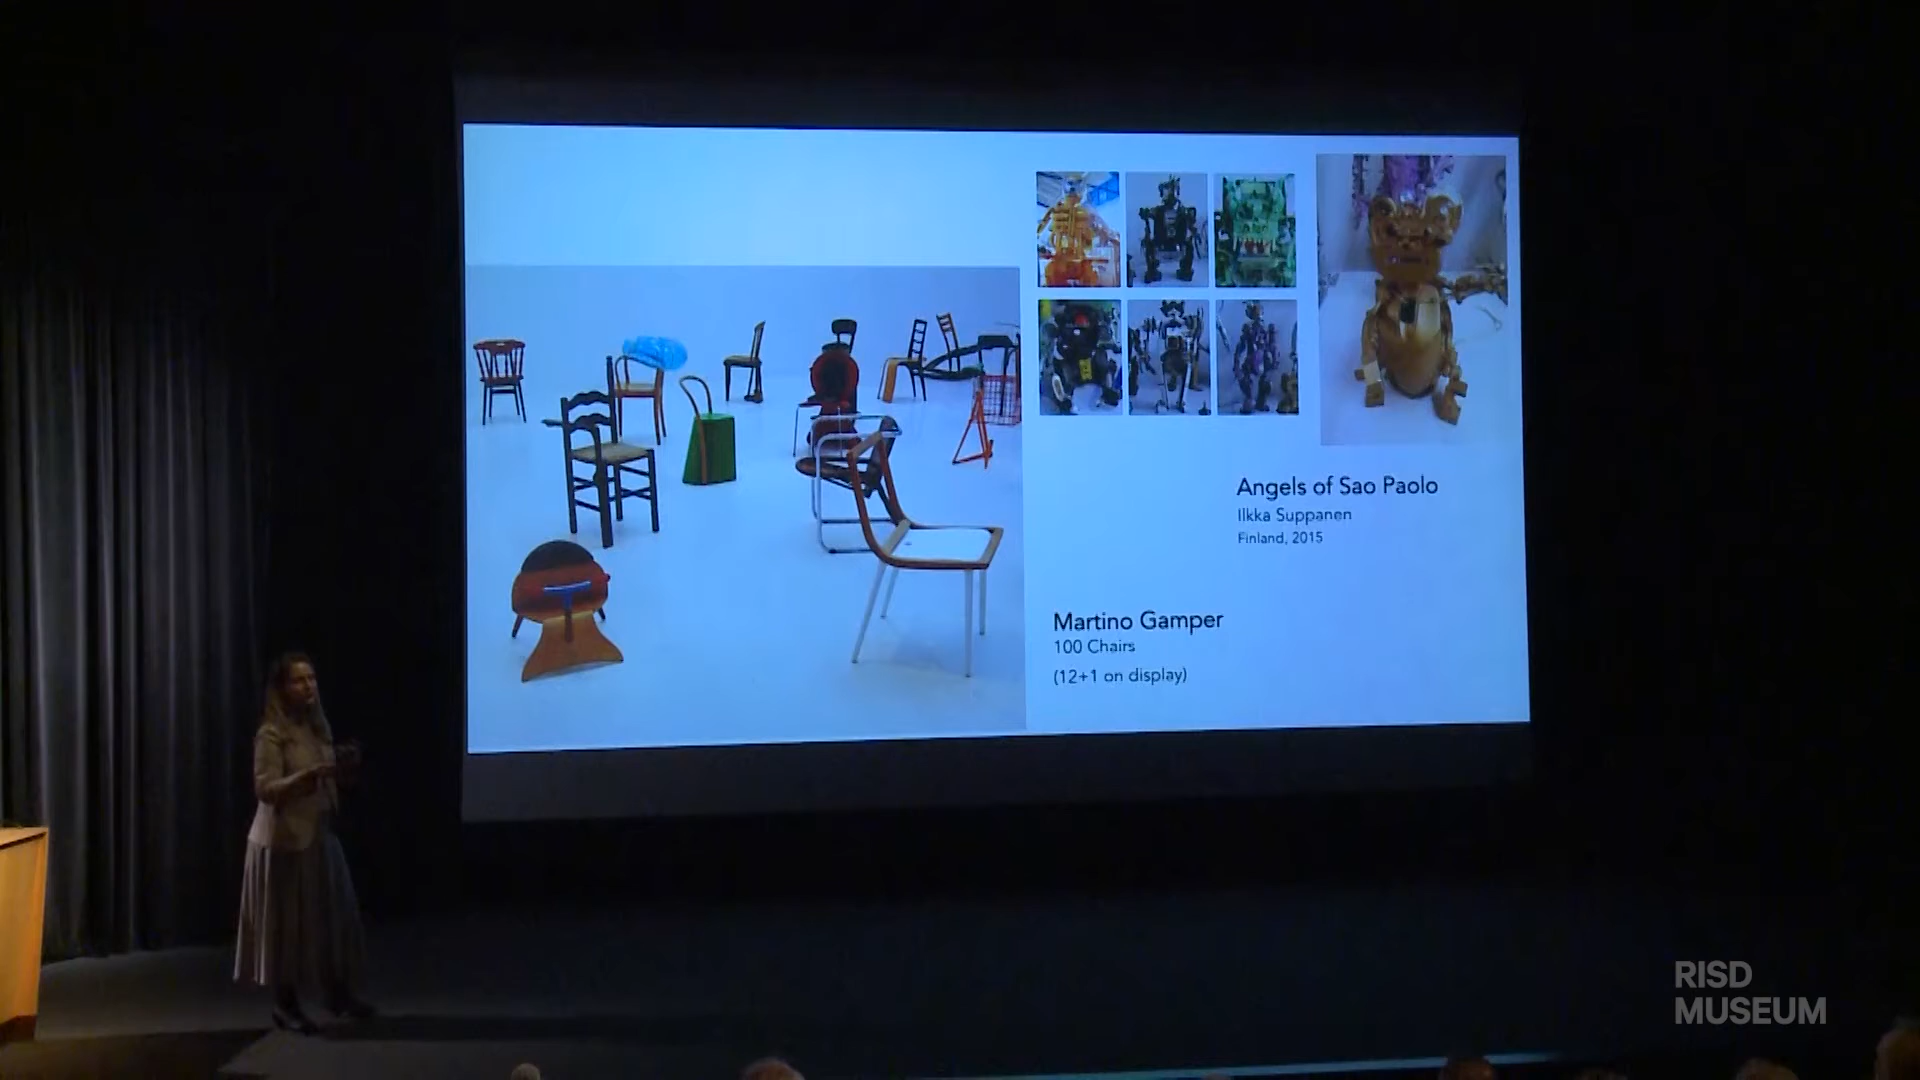 Angels of Sao Paolo
Ilkka Suppanen
Finland, 2015
Martino Gamper
100 Chairs
(12+1 on display)
RISD
MUSEUM